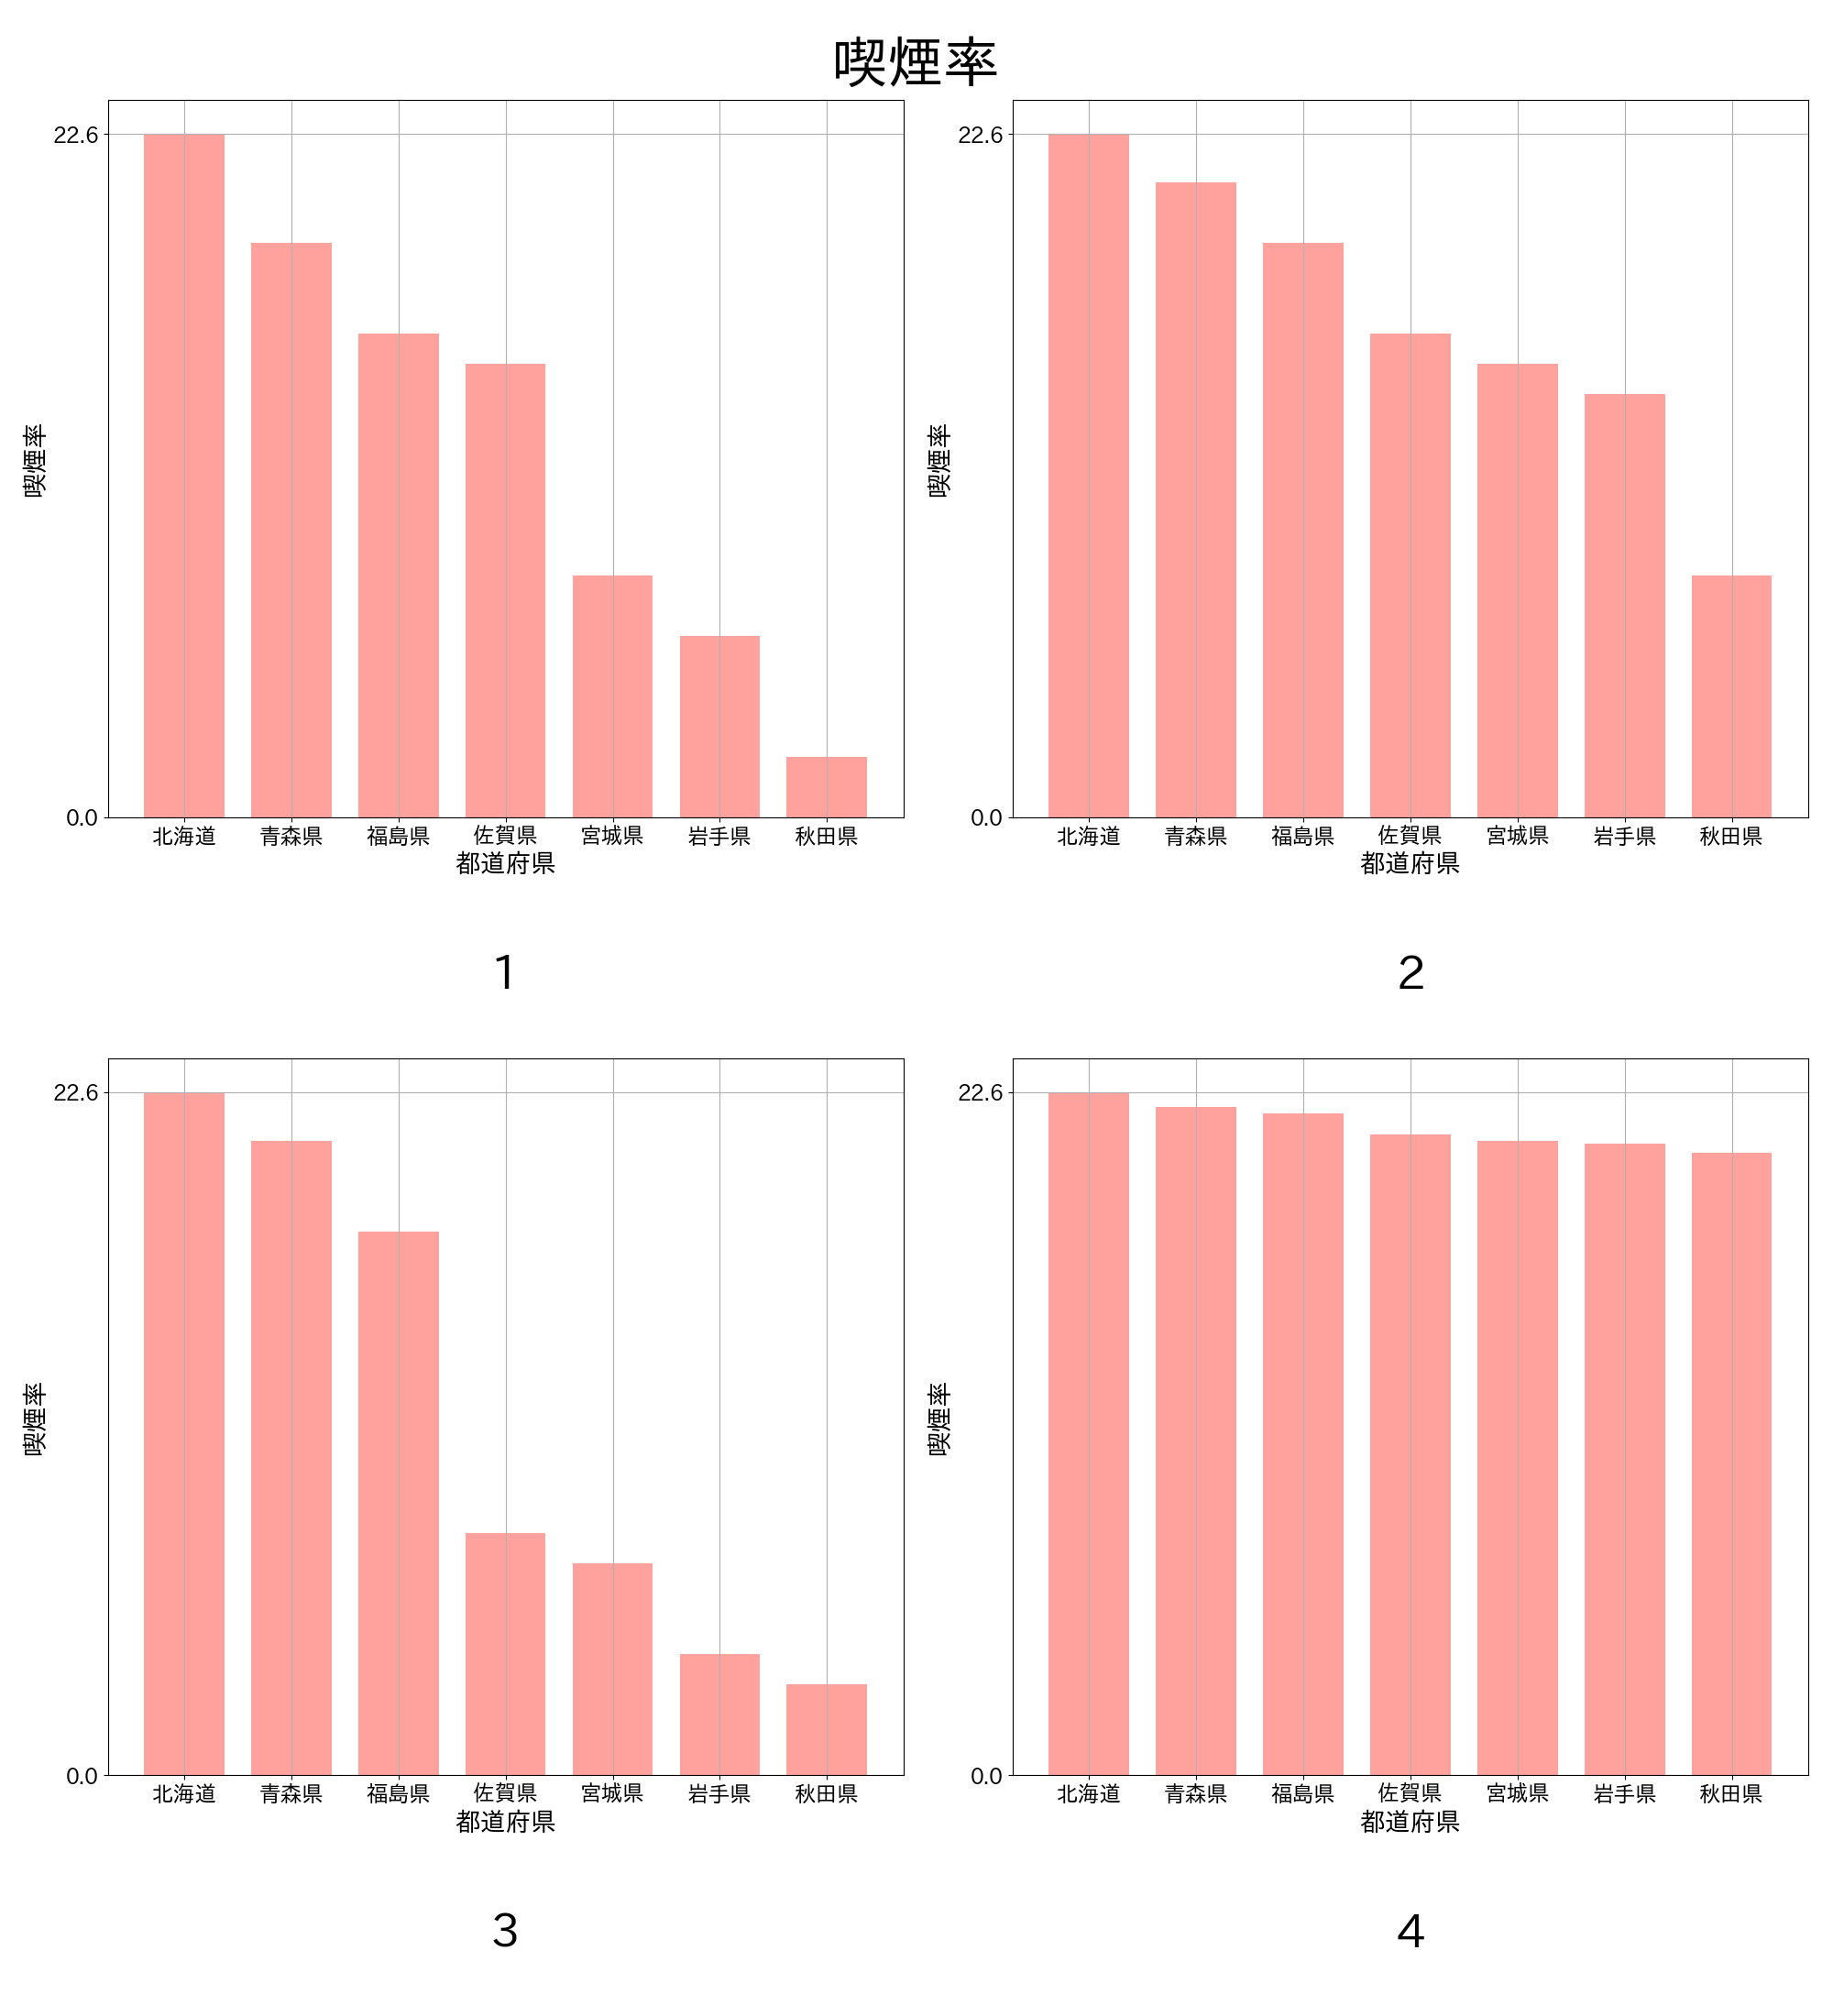 喫煙率
22.6
0.0
喫煙率
北海道 青森県 福島県 佐賀県 宮城県 岩手県 秋田県
都道府県
1
22.6
0.0
喫煙率
北海道 青森県 福島県 佐賀県 宮城県 岩手県 秋田県
都道府県
2
22.6
0.0
喫煙率
北海道 青森県 福島県 佐賀県 宮城県 岩手県 秋田県
都道府県
3
22.6
0.0
喫煙率
北海道 青森県 福島県 佐賀県 宮城県 岩手県 秋田県
都道府県
4